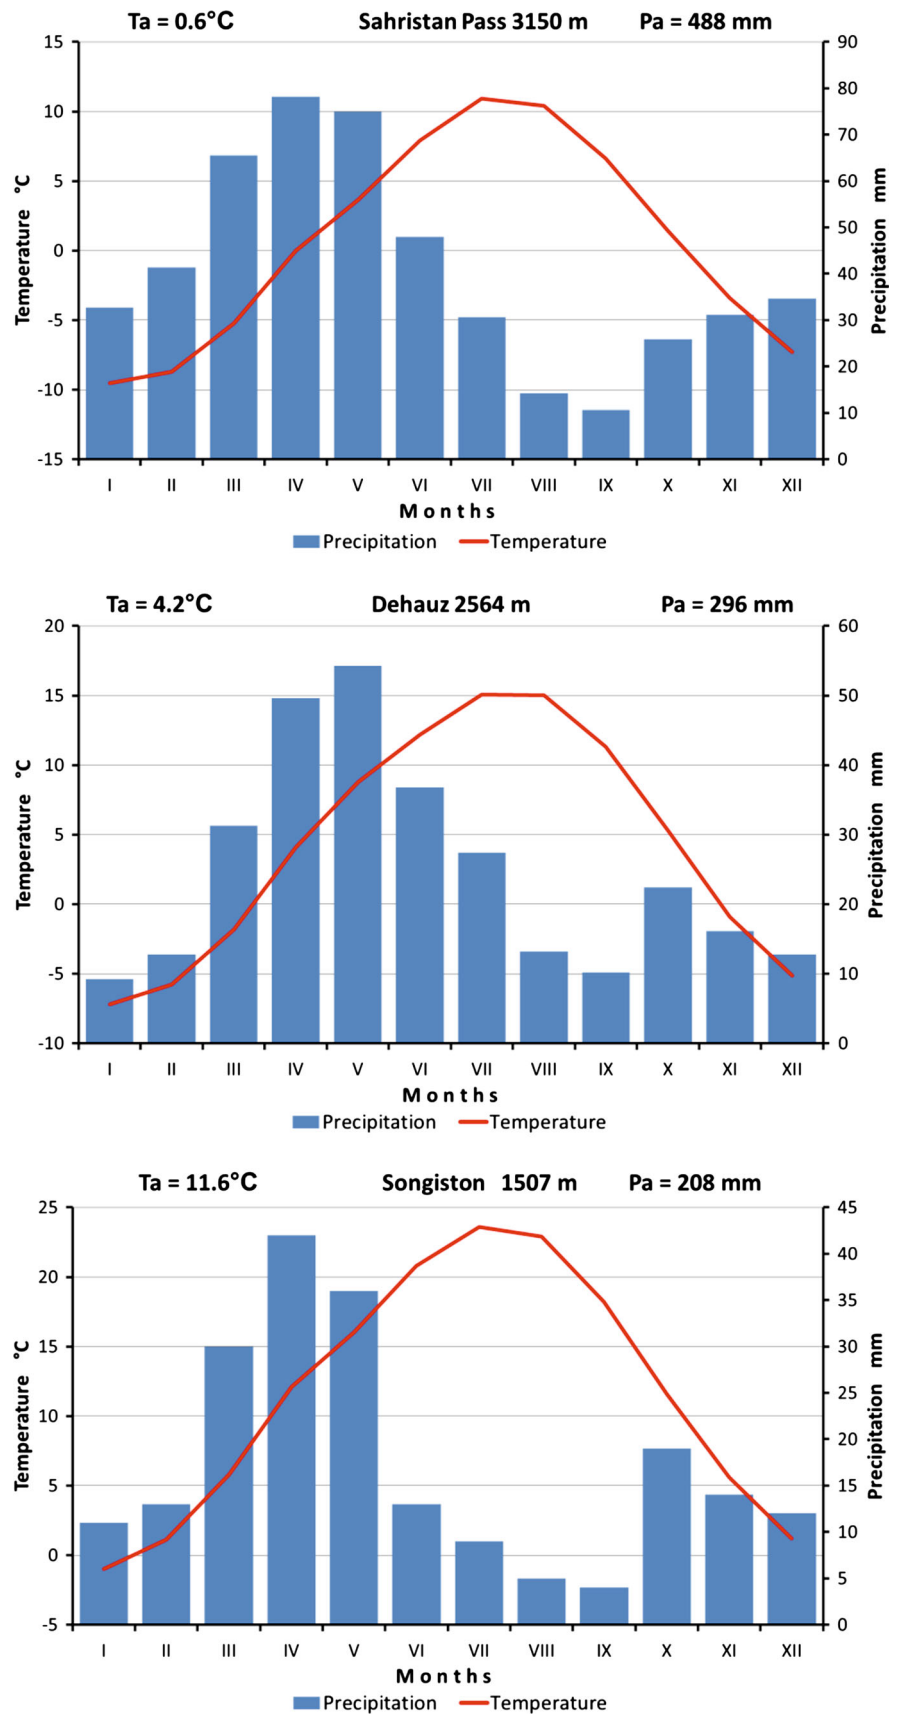 Ta = 0.6°C Sahristan Pass 3150 m Pa = 488 mm
15 90
80
10 70
5 60
50
0 40
-5 30
20
-10 10
-15 0
Temperature °C
Precipitation mm
I II III IV V VI VII VIII IX X XI XII
Months
Precipitation Temperature
Ta = 4.2°C Dehauz 2564 m Pa = 296 mm
20 60
15 50
10 40
5 30
0 20
-5 10
-10 0
Temperature °C
Precipitation mm
I II III IV V VI VII VIII IX X XI XII
Months
Precipitation Temperature
Ta = 11.6°C Songiston 1507 m Pa = 208 mm
25 45
40
20 35
15 30
25
10 20
5 15
10
0 5
-5 0
Temperature °C
Precipitation mm
I II III IV V VI VII VIII IX X XI XII
Months
Precipitation Temperature